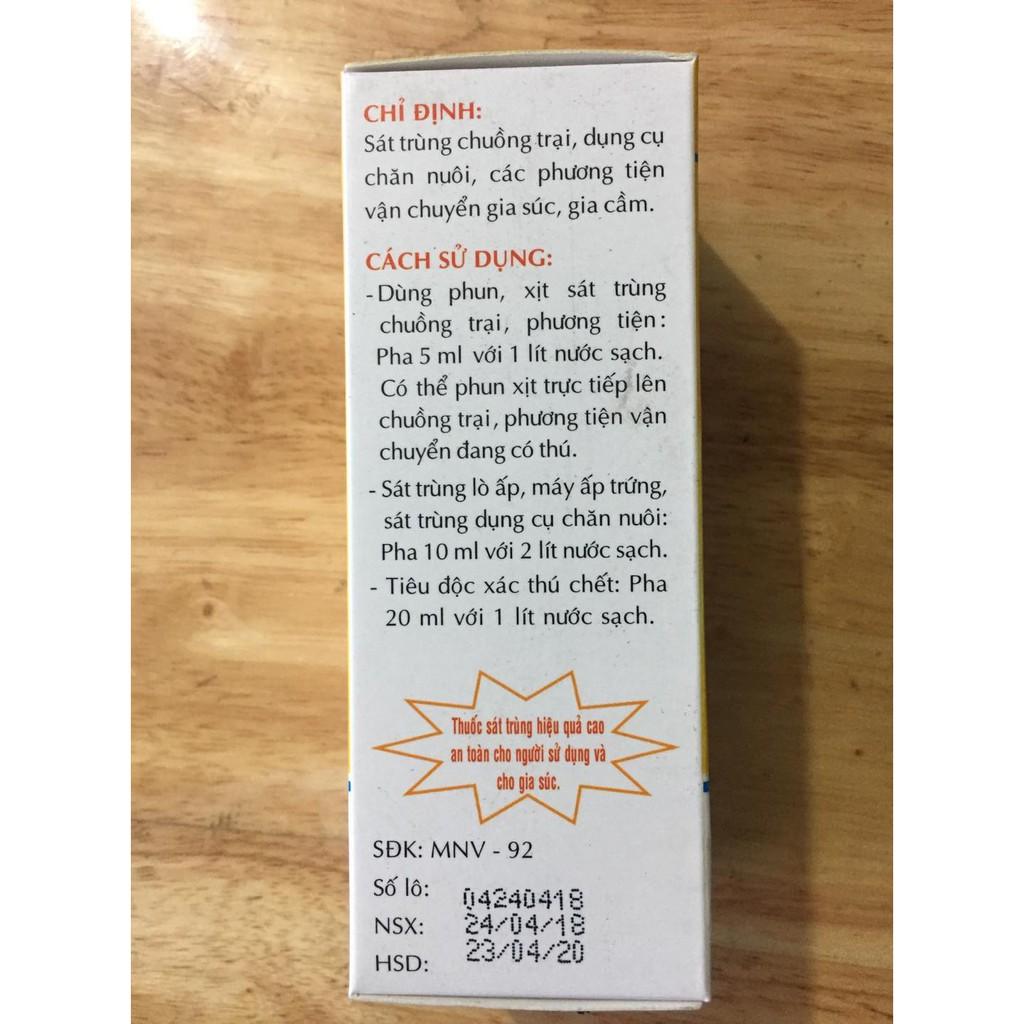 CHỈ ĐỊNH:
Sát trùng chuồng trại, dụng cụ
chăn nuôi, các phương tiện
vận chuyển gia súc, gia cầm.
CÁCH SỬ DỤNG:
- Dùng phun, xịt sát trùng
chuồng trại, phương tiện:
Pha 5 ml với 1 lít nước sạch.
Có thể phun xịt trực tiếp lên
chuồng trại, phương tiện vận
chuyển đang có thú.
- Sát trùng lò ấp, máy ấp trứng,
sát trùng dụng cụ chăn nuôi:
Pha 10 ml với 2 lít nước sạch.
- Tiêu độc xác thú chết: Pha
20 ml với 1 lít nước sạch.
Thuốc sát trùng hiệu quả cao
an toàn cho người sử dụng và
cho gia súc.
SĐK: MNV - 92
Số lô: 04240418
NSX: 24/04/18
HSD: 23/04/20